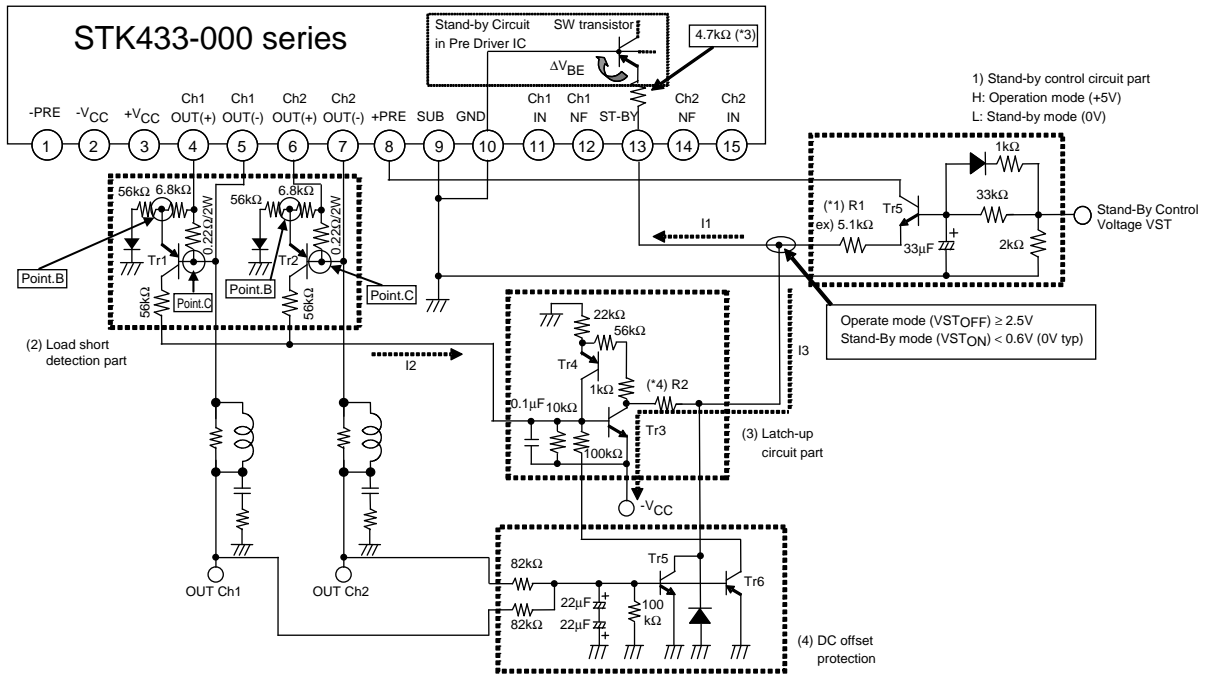 STK433-000 series
Stand-by Circuit
in Pre Driver IC
SW transistor
ΔVBE
4.7kΩ (*3)
-PRE
-VCC
+VCC
Ch1
OUT(+)
Ch1
OUT(-)
Ch2
OUT(+)
Ch2
OUT(-)
+PRE
SUB
GND
Ch1
IN
Ch1
NF
ST-BY
Ch2
NF
Ch2
IN
1 2 3 4 5 6 7 8 9 10 11 12 13 14 15
1) Stand-by control circuit part
H: Operation mode (+5V)
L: Stand-by mode (0V)
1kΩ
33kΩ
(*1) R1
ex) 5.1kΩ
Tr5
33μF
2kΩ
Stand-By Control
Voltage VST
I1
56kΩ
6.8kΩ
0.22Ω/2W
Tr1
56kΩ
56kΩ
6.8kΩ
0.22Ω/2W
Tr2
56kΩ
Point.B
Point.C
Point.B
Point.C
(2) Load short
detection part
I2
Operate mode (VSTOFF) ≥ 2.5V
Stand-By mode (VSTON) < 0.6V (0V typ)
I3
22kΩ
56kΩ
Tr4
1kΩ
(*4) R2
0.1μF
10kΩ
Tr3
100kΩ
(3) Latch-up
circuit part
-VCC
OUT Ch1
OUT Ch2
82kΩ
82kΩ
22μF
22μF
100
kΩ
Tr5
Tr6
(4) DC offset
protection